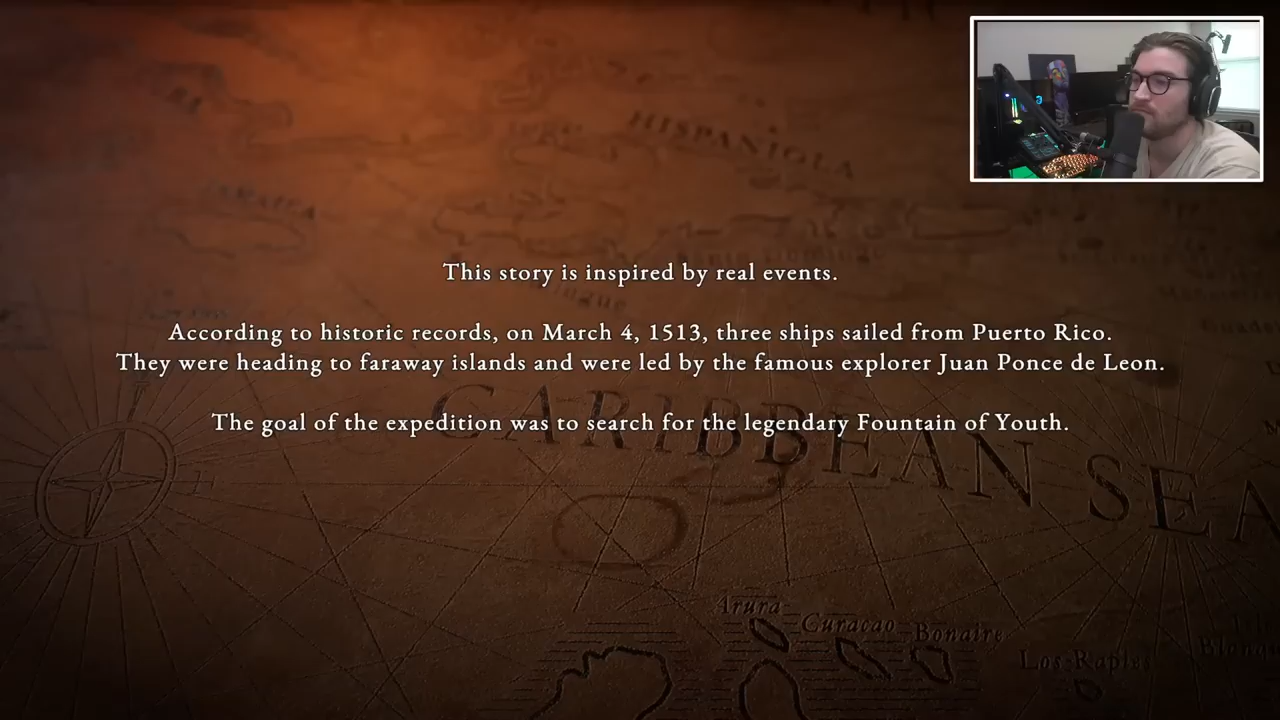 HISPANIOLA
This story is inspired by real events.
According to historic records, on March 4, 1513, three ships sailed from Puerto Rico.
They were heading to faraway islands and were led by the famous explorer Juan Ponce de Leon.
CARIBBEAN SEA
The goal of the expedition was to search for the legendary Fountain of Youth.
Arura
Curacao
Bonaire
Los Raples